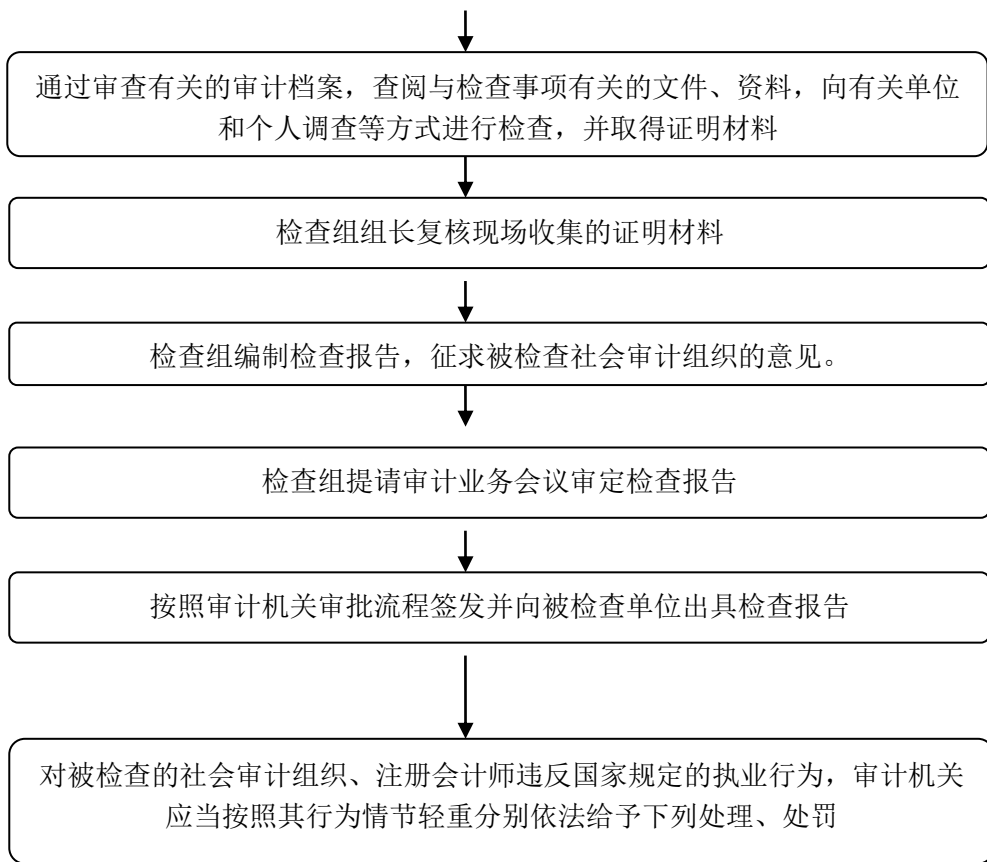 通过审查有关的审计档案，查阅与检查事项有关的文件、资料，向有关单位
和个人调查等方式进行检查，并取得证明材料
检查组组长复核现场收集的证明材料
检查组编制检查报告，征求被检查社会审计组织的意见。
检查组提请审计业务会议审定检查报告
按照审计机关审批流程签发并向被检查单位出具检查报告
对被检查的社会审计组织、注册会计师违反国家规定的执业行为，审计机关
应当按照其行为情节轻重分别依法给予下列处理、处罚